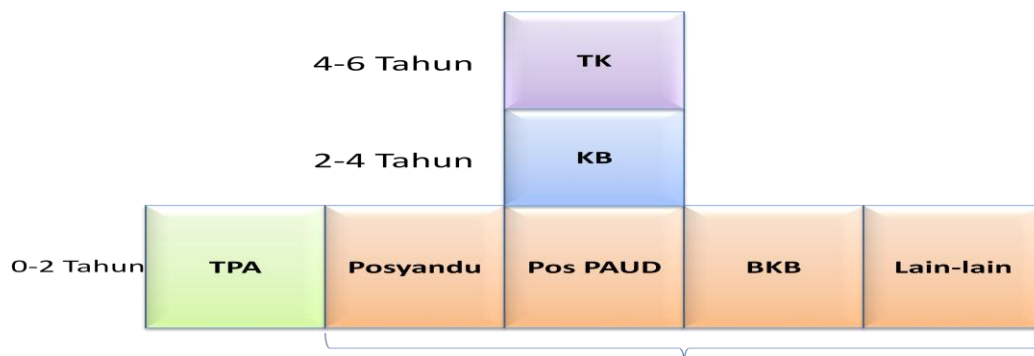 4-6 Tahun TK
2-4 Tahun KB
0-2 Tahun TPA Posyandu Pos PAUD BKB Lain-lain